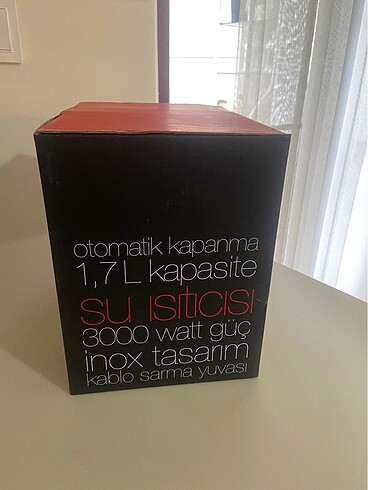 otomatik kapanma
1,7 L kapasite
su ısıtıcısı
3000 watt güç
inox tasarım
kablo sarma yuvası